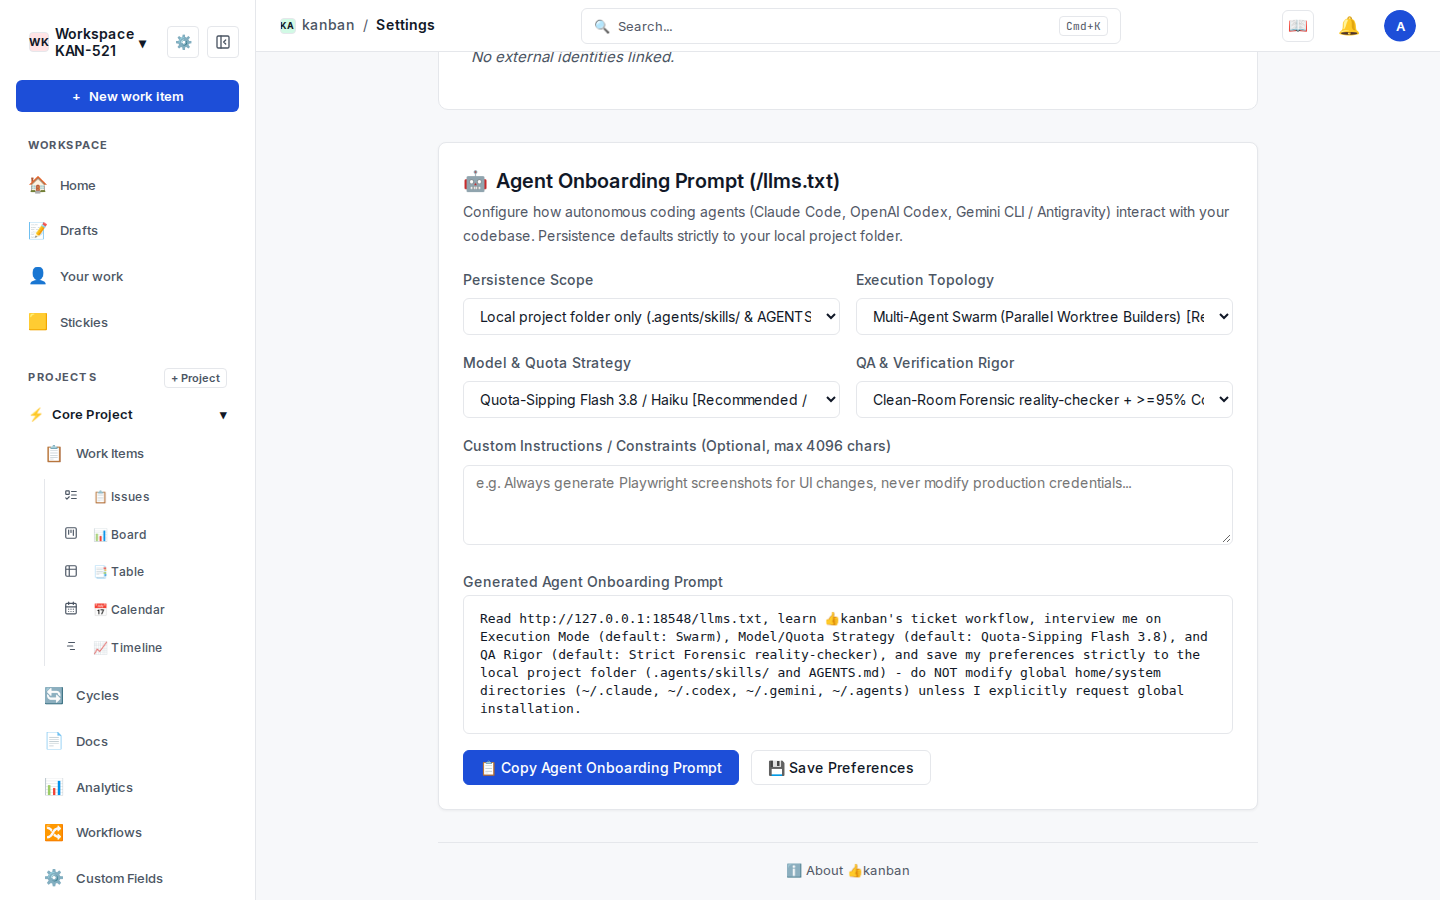 WK Workspace KAN-521 ▾
+ New work item
WORKSPACE
Home
Drafts
Your work
Stickies
PROJECTS + Project
Core Project ▾
Work Items
Issues
Board
Table
Calendar
Timeline
Cycles
Docs
Analytics
Workflows
Custom Fields
KA kanban / Settings
Search... Cmd+K
A
No external identities linked.
🤖 Agent Onboarding Prompt (/llms.txt)
Configure how autonomous coding agents (Claude Code, OpenAI Codex, Gemini CLI / Antigravity) interact with your
codebase. Persistence defaults strictly to your local project folder.
Persistence Scope
Local project folder only (.agents/skills/ & AGENTS
Execution Topology
Multi-Agent Swarm (Parallel Worktree Builders) [Re
Model & Quota Strategy
Quota-Sipping Flash 3.8 / Haiku [Recommended /
QA & Verification Rigor
Clean-Room Forensic reality-checker + >=95% Co
Custom Instructions / Constraints (Optional, max 4096 chars)
e.g. Always generate Playwright screenshots for UI changes, never modify production credentials...
Generated Agent Onboarding Prompt
Read http://127.0.0.1:18548/llms.txt, learn 👍kanban's ticket workflow, interview me on
Execution Mode (default: Swarm), Model/Quota Strategy (default: Quota-Sipping Flash 3.8), and
QA Rigor (default: Strict Forensic reality-checker), and save my preferences strictly to the
local project folder (.agents/skills/ and AGENTS.md) - do NOT modify global home/system
directories (~/.claude, ~/.codex, ~/.gemini, ~/.agents) unless I explicitly request global
installation.
📋 Copy Agent Onboarding Prompt
💾 Save Preferences
ℹ️ About 👍kanban